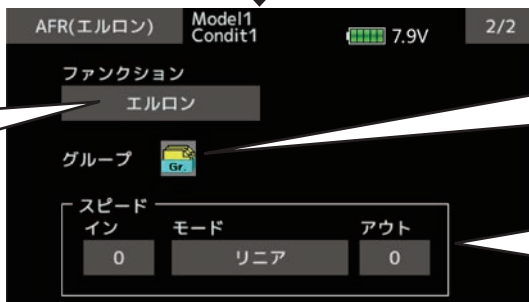 AFR(エルロン)
Model1
Condit1
7.9V
2/2
ファンクション
エルロン
グループ
Gr.
スピード
イン モード アウト
0 リニア 0